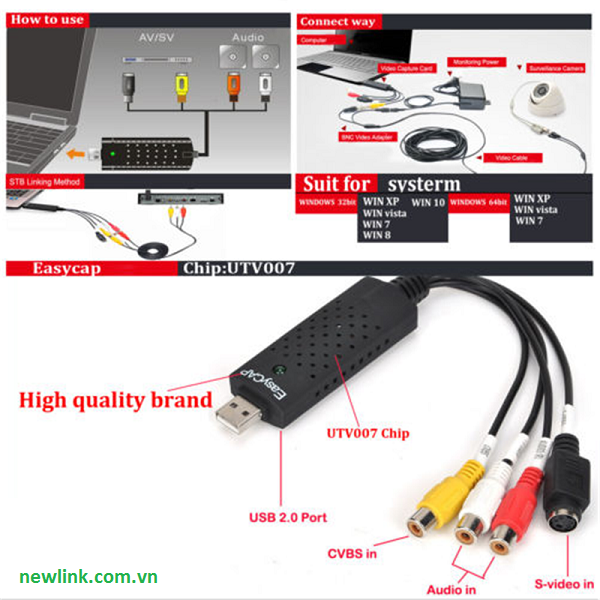 How to use
AV/SV
Audio
STB Linking Method
Connect way
Computer
Video Capture Card
Monitoring Power
Surveillance Camera
BNC Video Adapter
Video Cable
Suit for systerm
WINDOWS 32bit
WIN XP
WIN 10
WIN vista
WIN 7
WIN 8
WINDOWS 64bit
WIN XP
WIN vista
WIN 7
Easycap
Chip:UTV007
EasyCAP
High quality brand
UTV007 Chip
USB 2.0 Port
CVBS in
Audio in
S-video in
newlink.com.vn